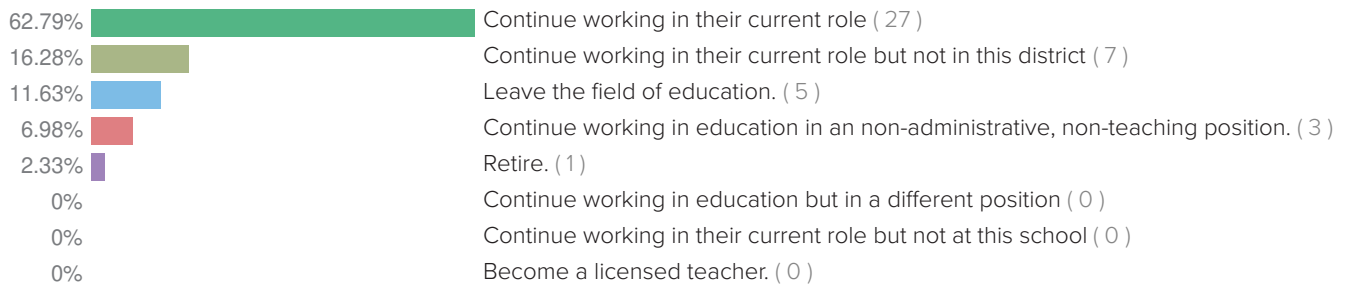 62.79% Continue working in their current role ( 27 )
16.28% Continue working in their current role but not in this district ( 7 )
11.63% Leave the field of education. ( 5 )
6.98% Continue working in education in an non-administrative, non-teaching position. ( 3 )
2.33% Retire. ( 1 )
0% Continue working in education but in a different position ( 0 )
0% Continue working in their current role but not at this school ( 0 )
0% Become a licensed teacher. ( 0 )